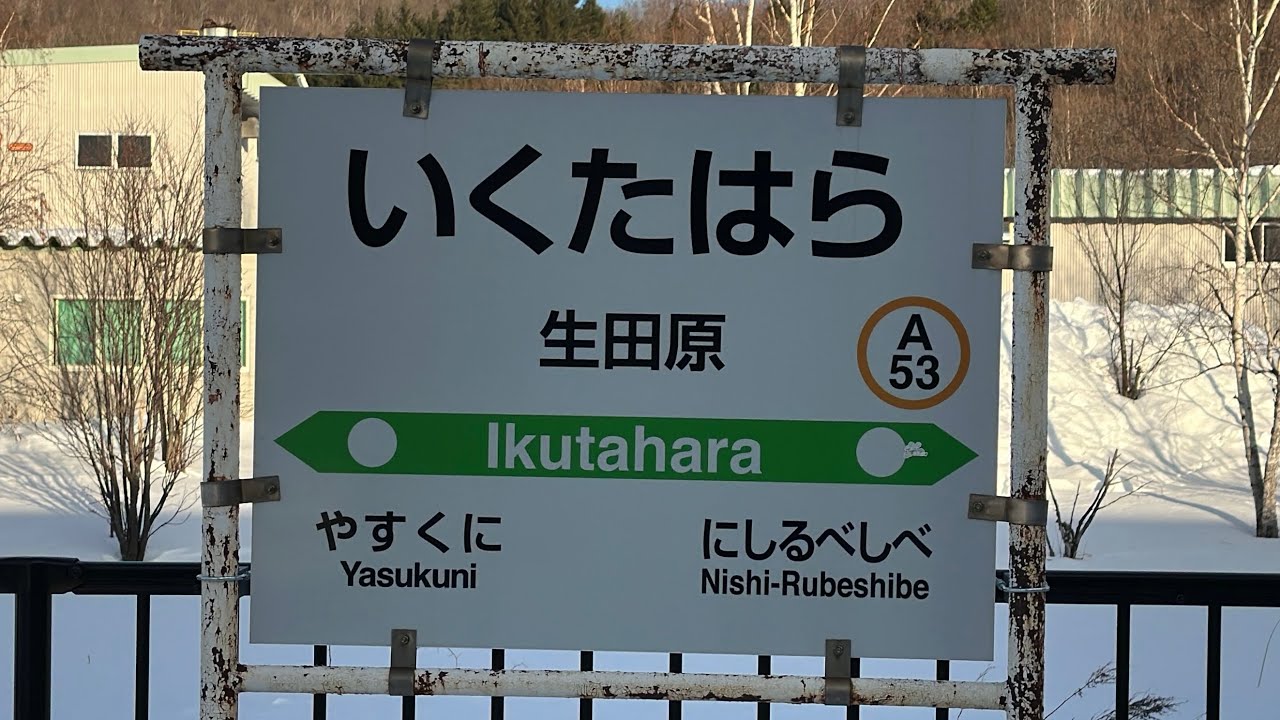 いくたはら
生田原
A
53
Ikutahara
やすくに
Yasukuni
にしるべしべ
Nishi-Rubeshibe